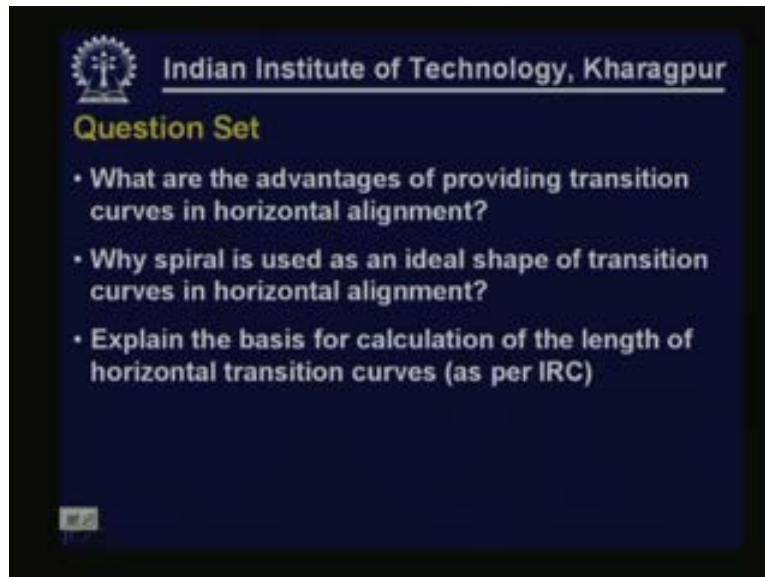 Indian Institute of Technology, Kharagpur
Question Set
• What are the advantages of providing transition
curves in horizontal alignment?
• Why spiral is used as an ideal shape of transition
curves in horizontal alignment?
• Explain the basis for calculation of the length of
horizontal transition curves (as per IRC)